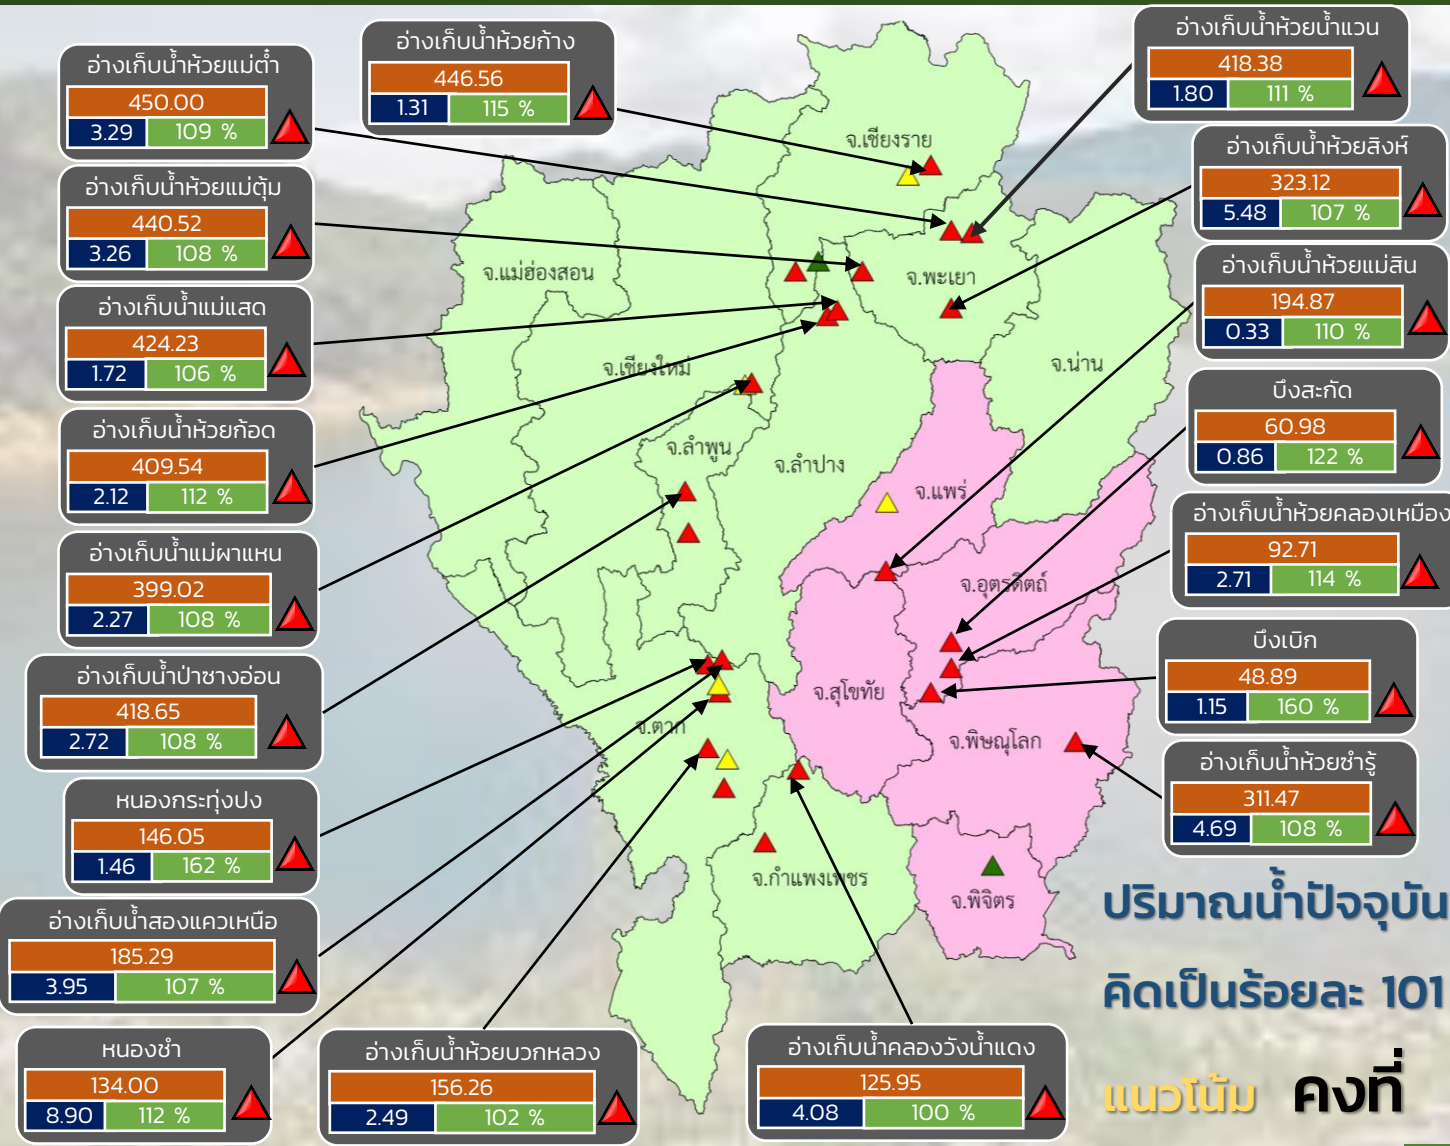 อ่างเก็บน้ำห้วยแม่ต๋ำ
450.00
3.29 109 %
อ่างเก็บน้ำห้วยก้าง
446.56
1.31 115 %
อ่างเก็บน้ำห้วยน้ำแวน
418.38
1.80 111 %
อ่างเก็บน้ำห้วยแม่ตุ้ม
440.52
3.26 108 %
อ่างเก็บน้ำห้วยสิงห์
323.12
5.48 107 %
อ่างเก็บน้ำแม่แสด
424.23
1.72 106 %
อ่างเก็บน้ำห้วยแม่สิน
194.87
0.33 110 %
อ่างเก็บน้ำห้วยก้อด
409.54
2.12 112 %
บึงสะกัด
60.98
0.86 122 %
อ่างเก็บน้ำแม่ผาแหน
399.02
2.27 108 %
อ่างเก็บน้ำห้วยคลองเหมือง
92.71
2.71 114 %
อ่างเก็บน้ำป่าซางอ่อน
418.65
2.72 108 %
บึงเบิก
48.89
1.15 160 %
หนองกระทุ่งปง
146.05
1.46 162 %
อ่างเก็บน้ำห้วยซำรู้
311.47
4.69 108 %
อ่างเก็บน้ำสองแควเหนือ
185.29
3.95 107 %
หนองชำ
134.00
8.90 112 %
อ่างเก็บน้ำห้วยบวกหลวง
156.26
2.49 102 %
อ่างเก็บน้ำคลองวังน้ำแดง
125.95
4.08 100 %
จ.เชียงราย
จ.แม่ฮ่องสอน
จ.พะเยา
จ.น่าน
จ.เชียงใหม่
จ.ลำพูน
จ.ลำปาง
จ.แพร่
จ.อุตรดิตถ์
จ.สุโขทัย
จ.ตาก
จ.พิษณุโลก
จ.กำแพงเพชร
จ.พิจิตร
ปริมาณน้ำปัจจุบัน
คิดเป็นร้อยละ 101
แนวโน้ม คงที่